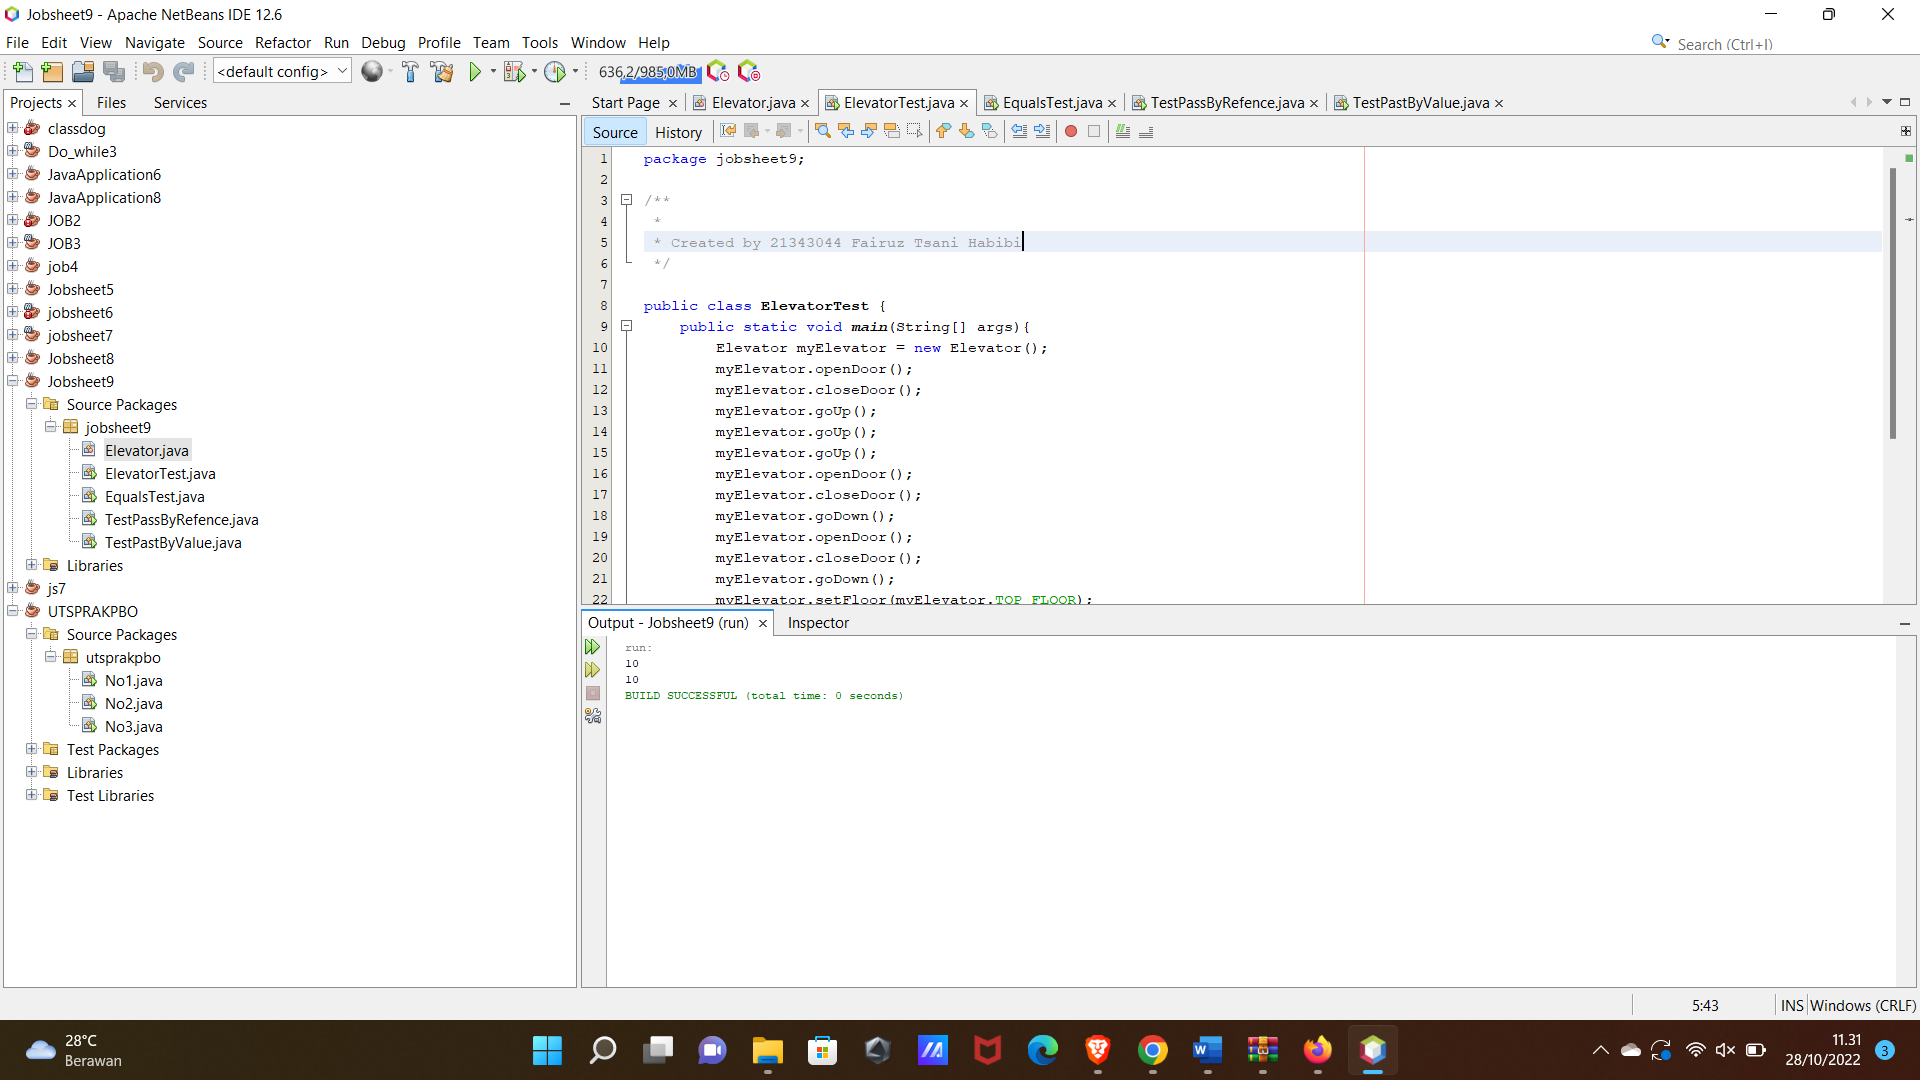 Jobsheet9 - Apache NetBeans IDE 12.6
File Edit View Navigate Source Refactor Run Debug Profile Team Tools Window Help
Search (Ctrl+I)
<default config>
636,2/985,0MB
Projects Files Services
classdog
Do_while3
JavaApplication6
JavaApplication8
JOB2
JOB3
job4
Jobsheet5
jobsheet6
jobsheet7
Jobsheet8
Jobsheet9
Source Packages
jobsheet9
Elevator.java
ElevatorTest.java
EqualsTest.java
TestPassByRefence.java
TestPastByValue.java
Libraries
js7
UTSPRAKPBO
Source Packages
utsprakpbo
No1.java
No2.java
No3.java
Test Packages
Libraries
Test Libraries
Start Page Elevator.java ElevatorTest.java EqualsTest.java TestPassByRefence.java TestPastByValue.java
Source History
1 package jobsheet9;
2
3 /**
4 *
5 * Created by 21343044 Fairuz Tsani Habibi
6 */
7
8 public class ElevatorTest {
9 public static void main(String[] args){
10 Elevator myElevator = new Elevator();
11 myElevator.openDoor();
12 myElevator.closeDoor();
13 myElevator.goUp();
14 myElevator.goUp();
15 myElevator.goUp();
16 myElevator.openDoor();
17 myElevator.closeDoor();
18 myElevator.goDown();
19 myElevator.openDoor();
20 myElevator.closeDoor();
21 myElevator.goDown();
22 myElevator.setFloor(myElevator.TOP_FLOOR);
Output - Jobsheet9 (run) Inspector
run:
10
10
BUILD SUCCESSFUL (total time: 0 seconds)
5:43 INS Windows (CRLF)
28°C
Berawan
11.31
28/10/2022
3